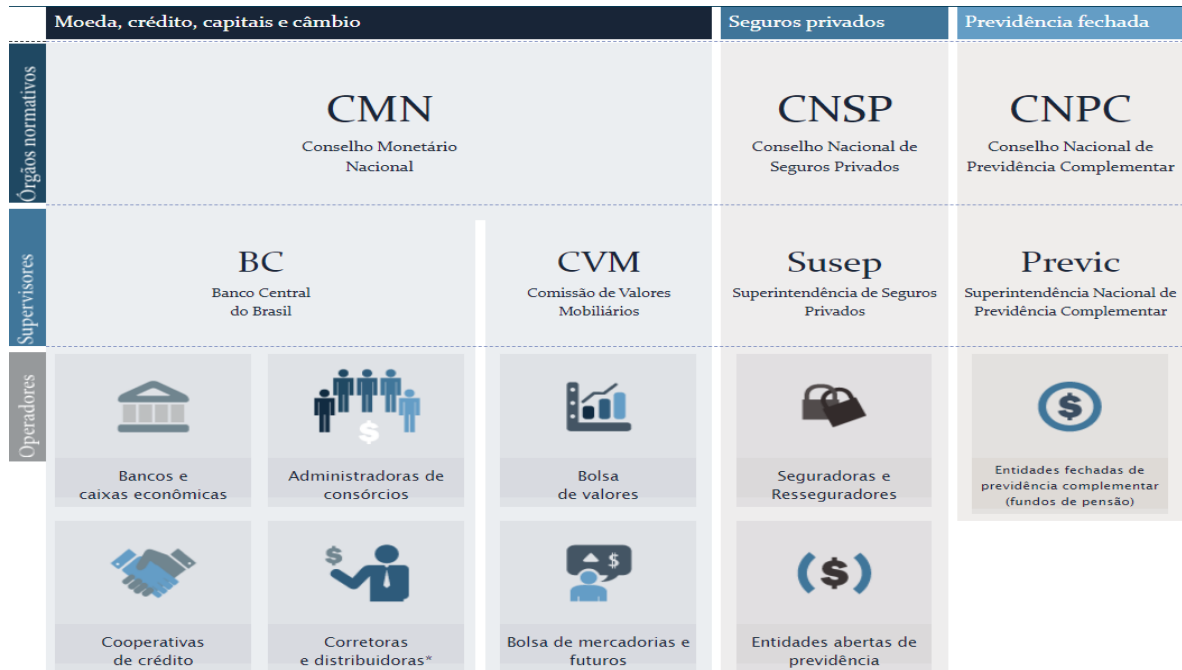 Moeda, crédito, capitais e câmbio
Seguros privados
Previdência fechada
Órgãos normativos
CMN
Conselho Monetário
Nacional
CNSP
Conselho Nacional de
Seguros Privados
CNPC
Conselho Nacional de
Previdência Complementar
Supervisores
BC
Banco Central
do Brasil
CVM
Comissão de Valores
Mobiliários
Susep
Superintendência de Seguros
Privados
Previc
Superintendência Nacional de
Previdência Complementar
Operadores
Bancos e
caixas econômicas
$
Administradoras de
consórcios
Bolsa
de valores
Seguradoras e
Resseguradores
$
Entidades fechadas de
previdência complementar
(fundos de pensão)
Cooperativas
de crédito
$
Corretoras
e distribuidoras*
$
Bolsa de mercadorias e
futuros
($)
Entidades abertas de
previdência